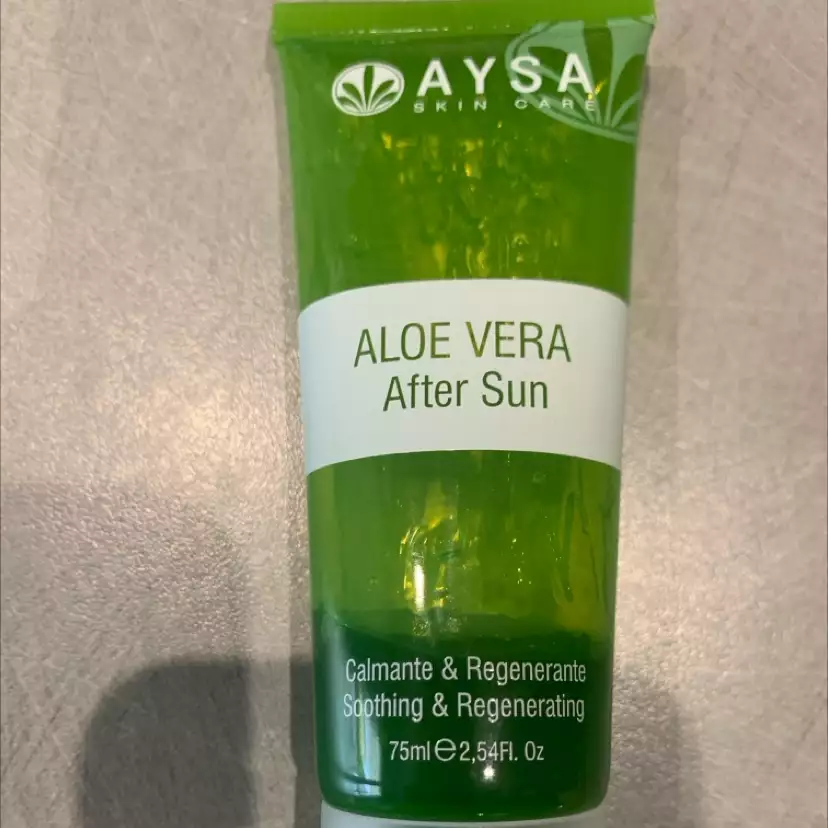 AYSA
SKIN CARE
ALOE VERA
After Sun
Calmante & Regenerante
Soothing & Regenerating
75ml e 2,54Fl. Oz